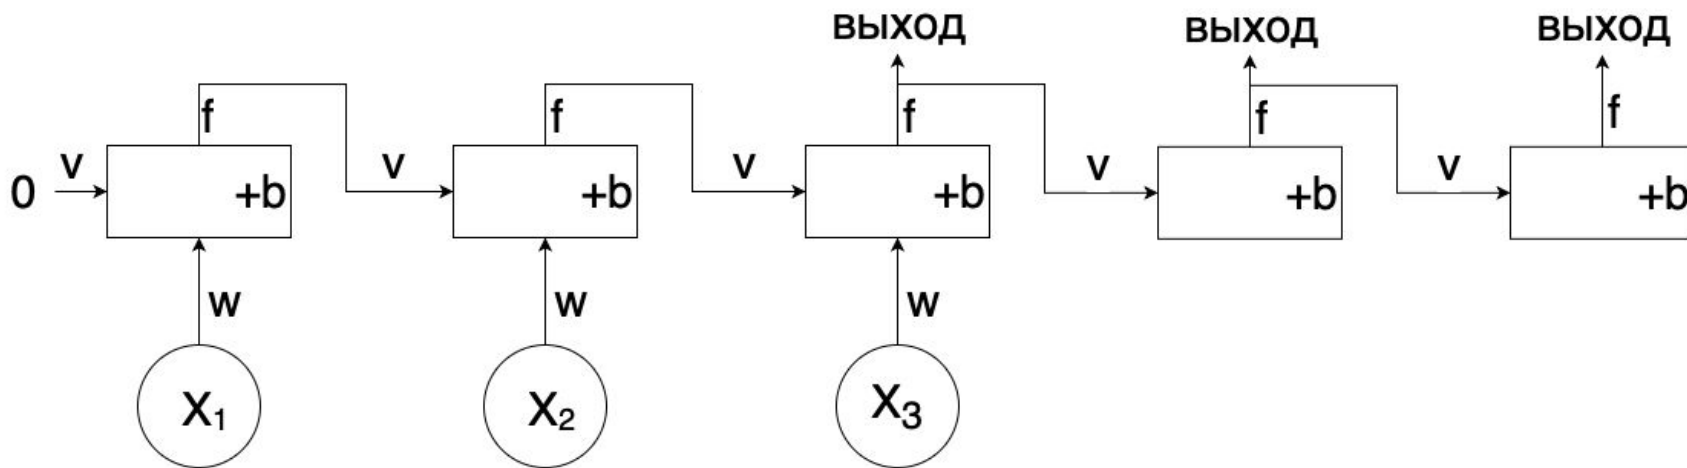 ВЫХОД ВЫХОД ВЫХОД
f f f f f
0 v v v v v
+b +b +b +b +b
w w w
X₁ X₂ X₃